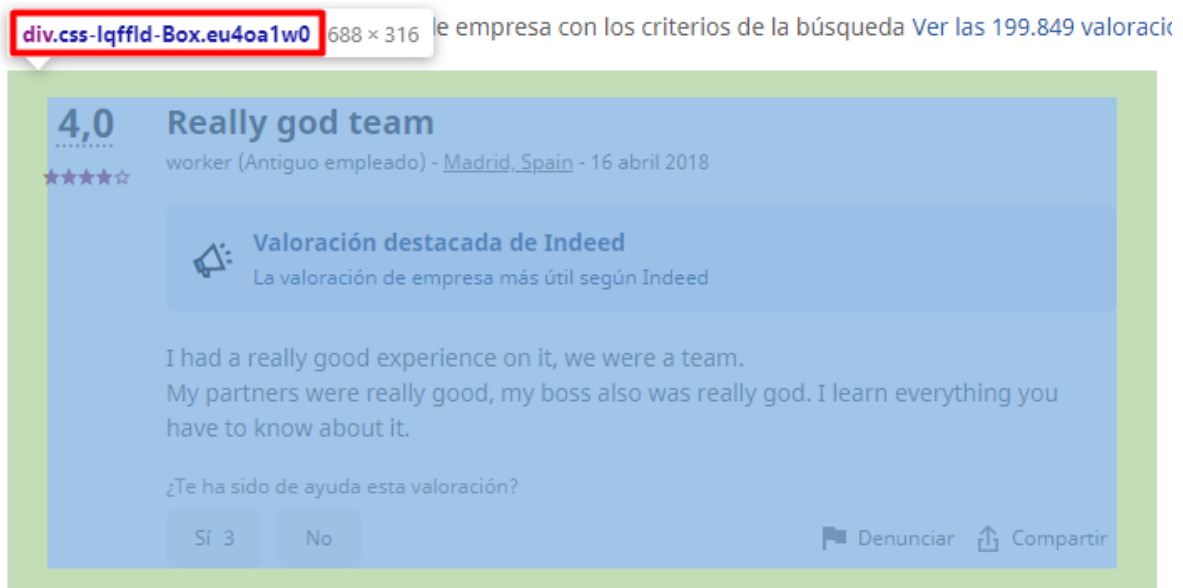 div.css-lqffld-Box.eu4oa1w0 688 × 316 le empresa con los criterios de la búsqueda Ver las 199.849 valoracio
4,0 Really god team
worker (Antiguo empleado) - Madrid, Spain - 16 abril 2018
Valoración destacada de Indeed
La valoración de empresa más útil según Indeed
I had a really good experience on it, we were a team.
My partners were really good, my boss also was really god. I learn everything you
have to know about it.
¿Te ha sido de ayuda esta valoración?
Sí 3 No Denunciar Compartir